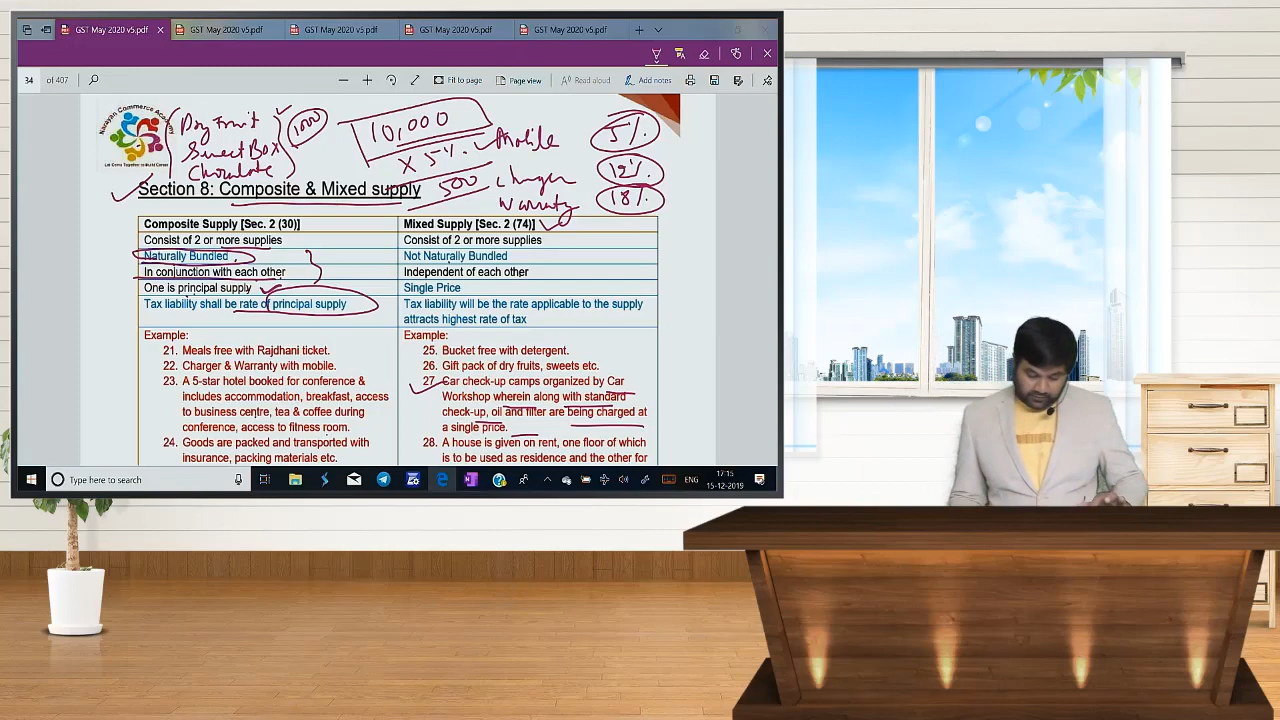 GST May 2020 v5.pdf
GST May 2020 v5.pdf
GST May 2020 v5.pdf
GST May 2020 v5.pdf
GST May 2020 v5.pdf
34 of 407
Fit to page
Page view
Read aloud
Add notes
Commerce Academy
Let Come Together to Build Career
Dry Fruit
Sweet Box
Chocolate
1000
10,000
X 5%
500
Mobile
Charger
Warranty
5%
12%
18%
Section 8: Composite & Mixed supply
Composite Supply [Sec. 2 (30)]
Mixed Supply [Sec. 2 (74)]
Consist of 2 or more supplies
Consist of 2 or more supplies
Naturally Bundled
Not Naturally Bundled
In conjunction with each other
Independent of each other
One is principal supply
Single Price
Tax liability shall be rate of principal supply
Tax liability will be the rate applicable to the supply
attracts highest rate of tax
Example:
21. Meals free with Rajdhani ticket.
22. Charger & Warranty with mobile.
23. A 5-star hotel booked for conference &
includes accommodation, breakfast, access
to business centre, tea & coffee during
conference, access to fitness room.
24. Goods are packed and transported with
insurance, packing materials etc.
Example:
25. Bucket free with detergent.
26. Gift pack of dry fruits, sweets etc.
27. Car check-up camps organized by Car
Workshop wherein along with standard
check-up, oil and filter are being charged at
a single price.
28. A house is given on rent, one floor of which
is to be used as residence and the other for
Type here to search
ENG
17:15
15-12-2019